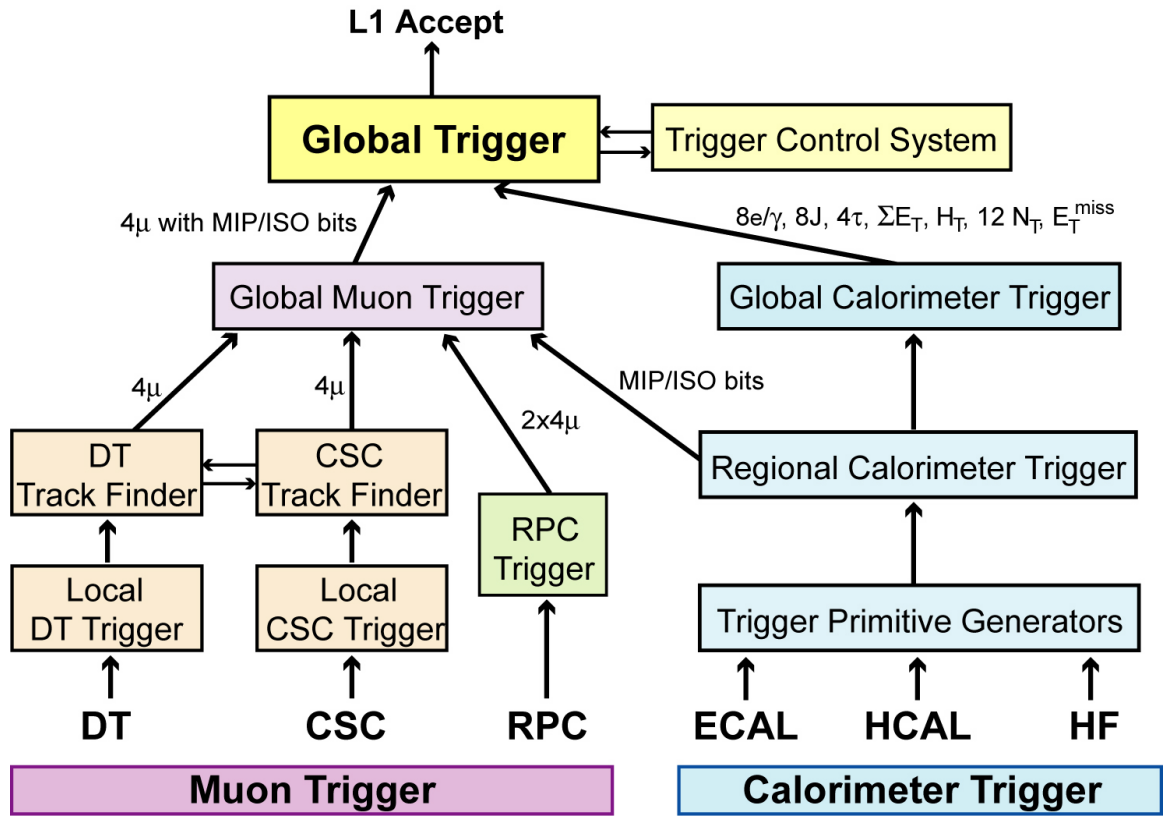 L1 Accept
Global Trigger
Trigger Control System
4μ with MIP/ISO bits
8e/γ, 8J, 4τ, ΣE_T, H_T, 12 N_T, E_T^miss
Global Muon Trigger
Global Calorimeter Trigger
4μ
4μ
2x4μ
MIP/ISO bits
DT
Track Finder
CSC
Track Finder
Regional Calorimeter Trigger
RPC
Trigger
Local
DT Trigger
Local
CSC Trigger
Trigger Primitive Generators
DT
CSC
RPC
ECAL
HCAL
HF
Muon Trigger
Calorimeter Trigger